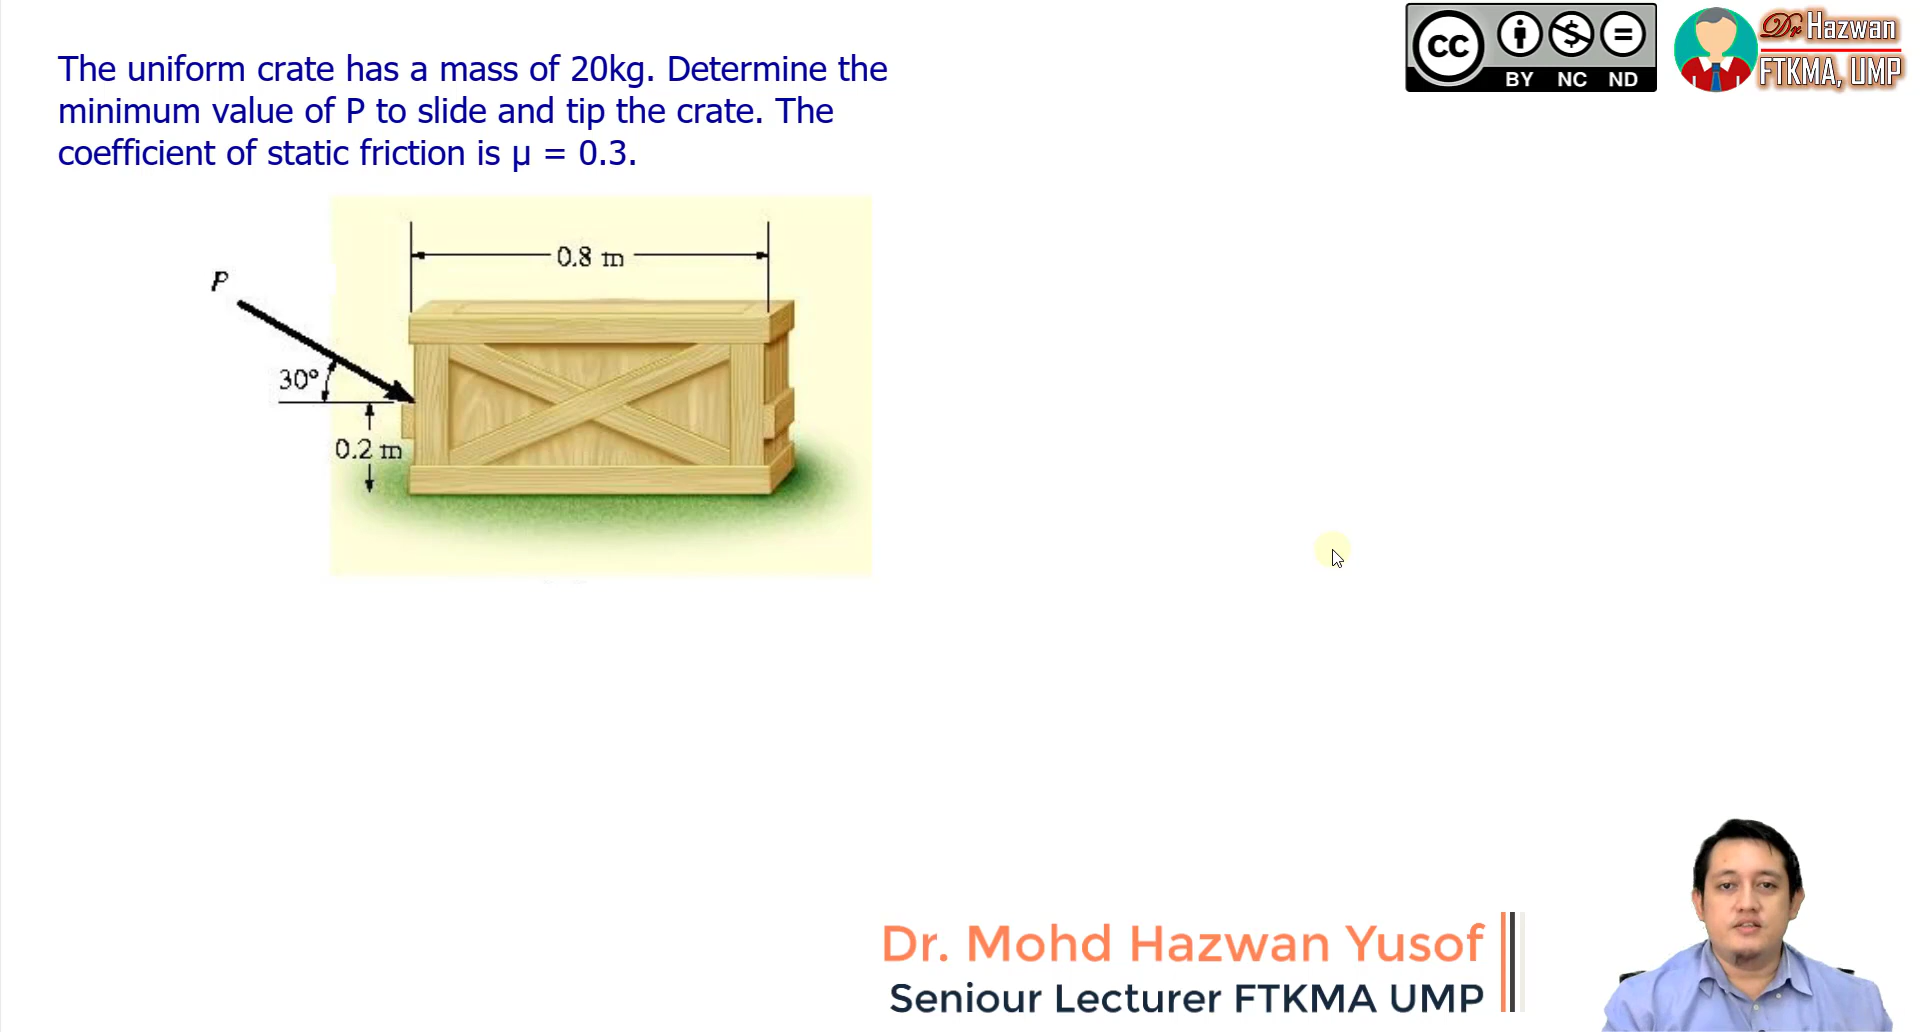 The uniform crate has a mass of 20kg. Determine the
minimum value of P to slide and tip the crate. The
coefficient of static friction is μ = 0.3.
cc
BY NC ND
Dr Hazwan
FTKMA, UMP
0.8 m
P
30°
0.2 m
Dr. Mohd Hazwan Yusof
Seniour Lecturer FTKMA UMP